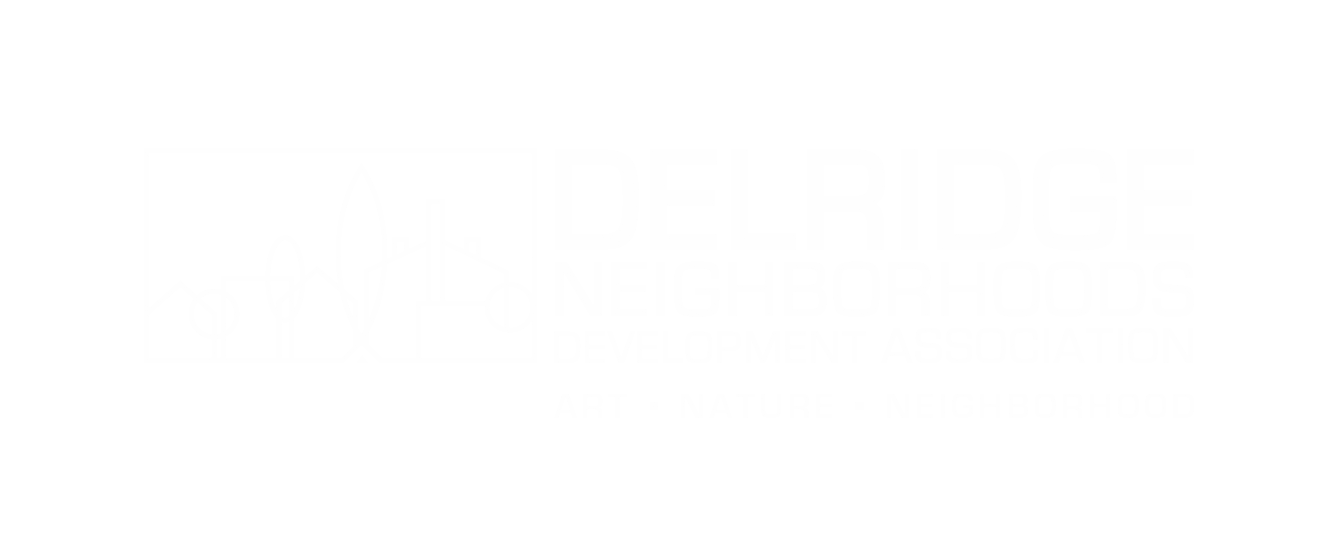 DELRIDGE
NEIGHBORHOODS
DEVELOPMENT ASSOCIATION